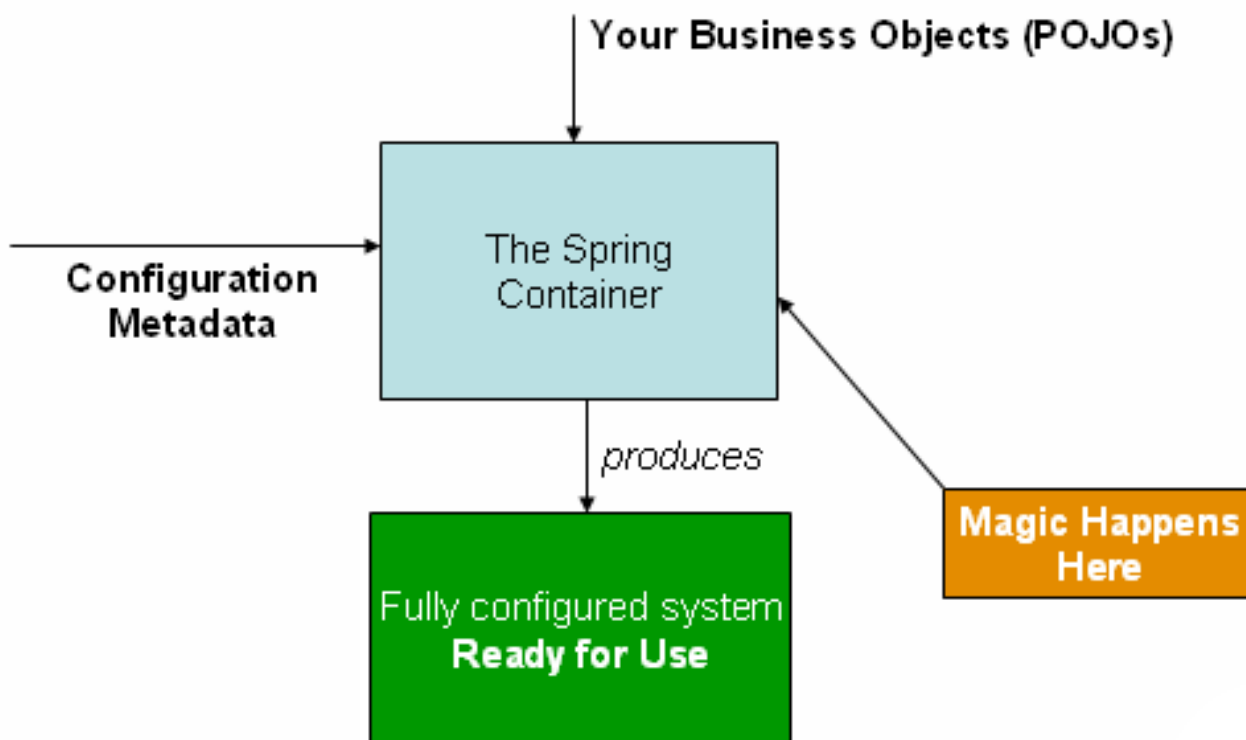 Your Business Objects (POJOs)
The Spring
Container
Configuration
Metadata
produces
Magic Happens
Here
Fully configured system
Ready for Use